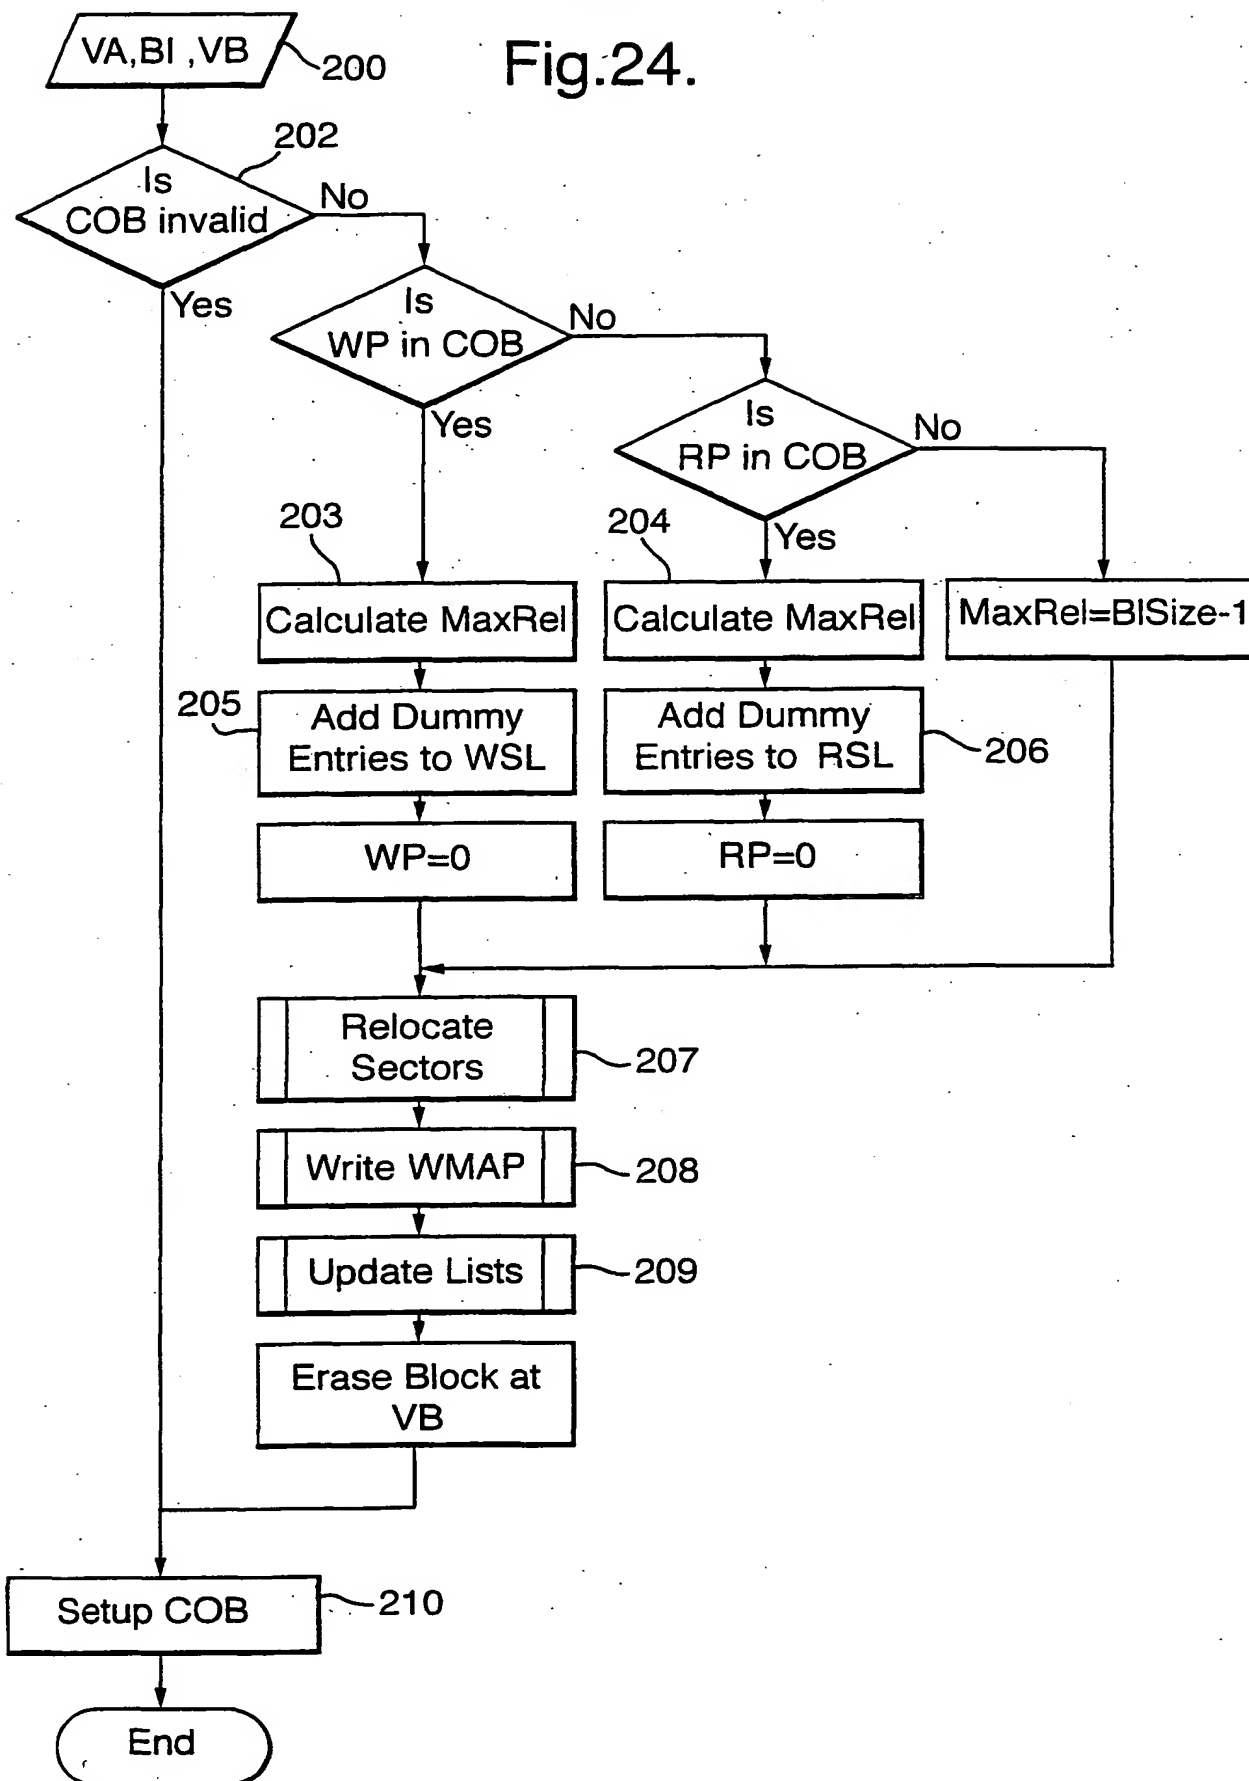 VA,BI ,VB
200
Fig.24.
202
Is
COB invalid
No
Yes
Is
WP in COB
No
Yes
Is
RP in COB
No
Yes
203
204
Calculate MaxRel
Calculate MaxRel
MaxRel=BISize-1
205
Add Dummy
Entries to WSL
Add Dummy
Entries to RSL
206
WP=0
RP=0
Relocate
Sectors
207
Write WMAP
208
Update Lists
209
Erase Block at
VB
Setup COB
210
End